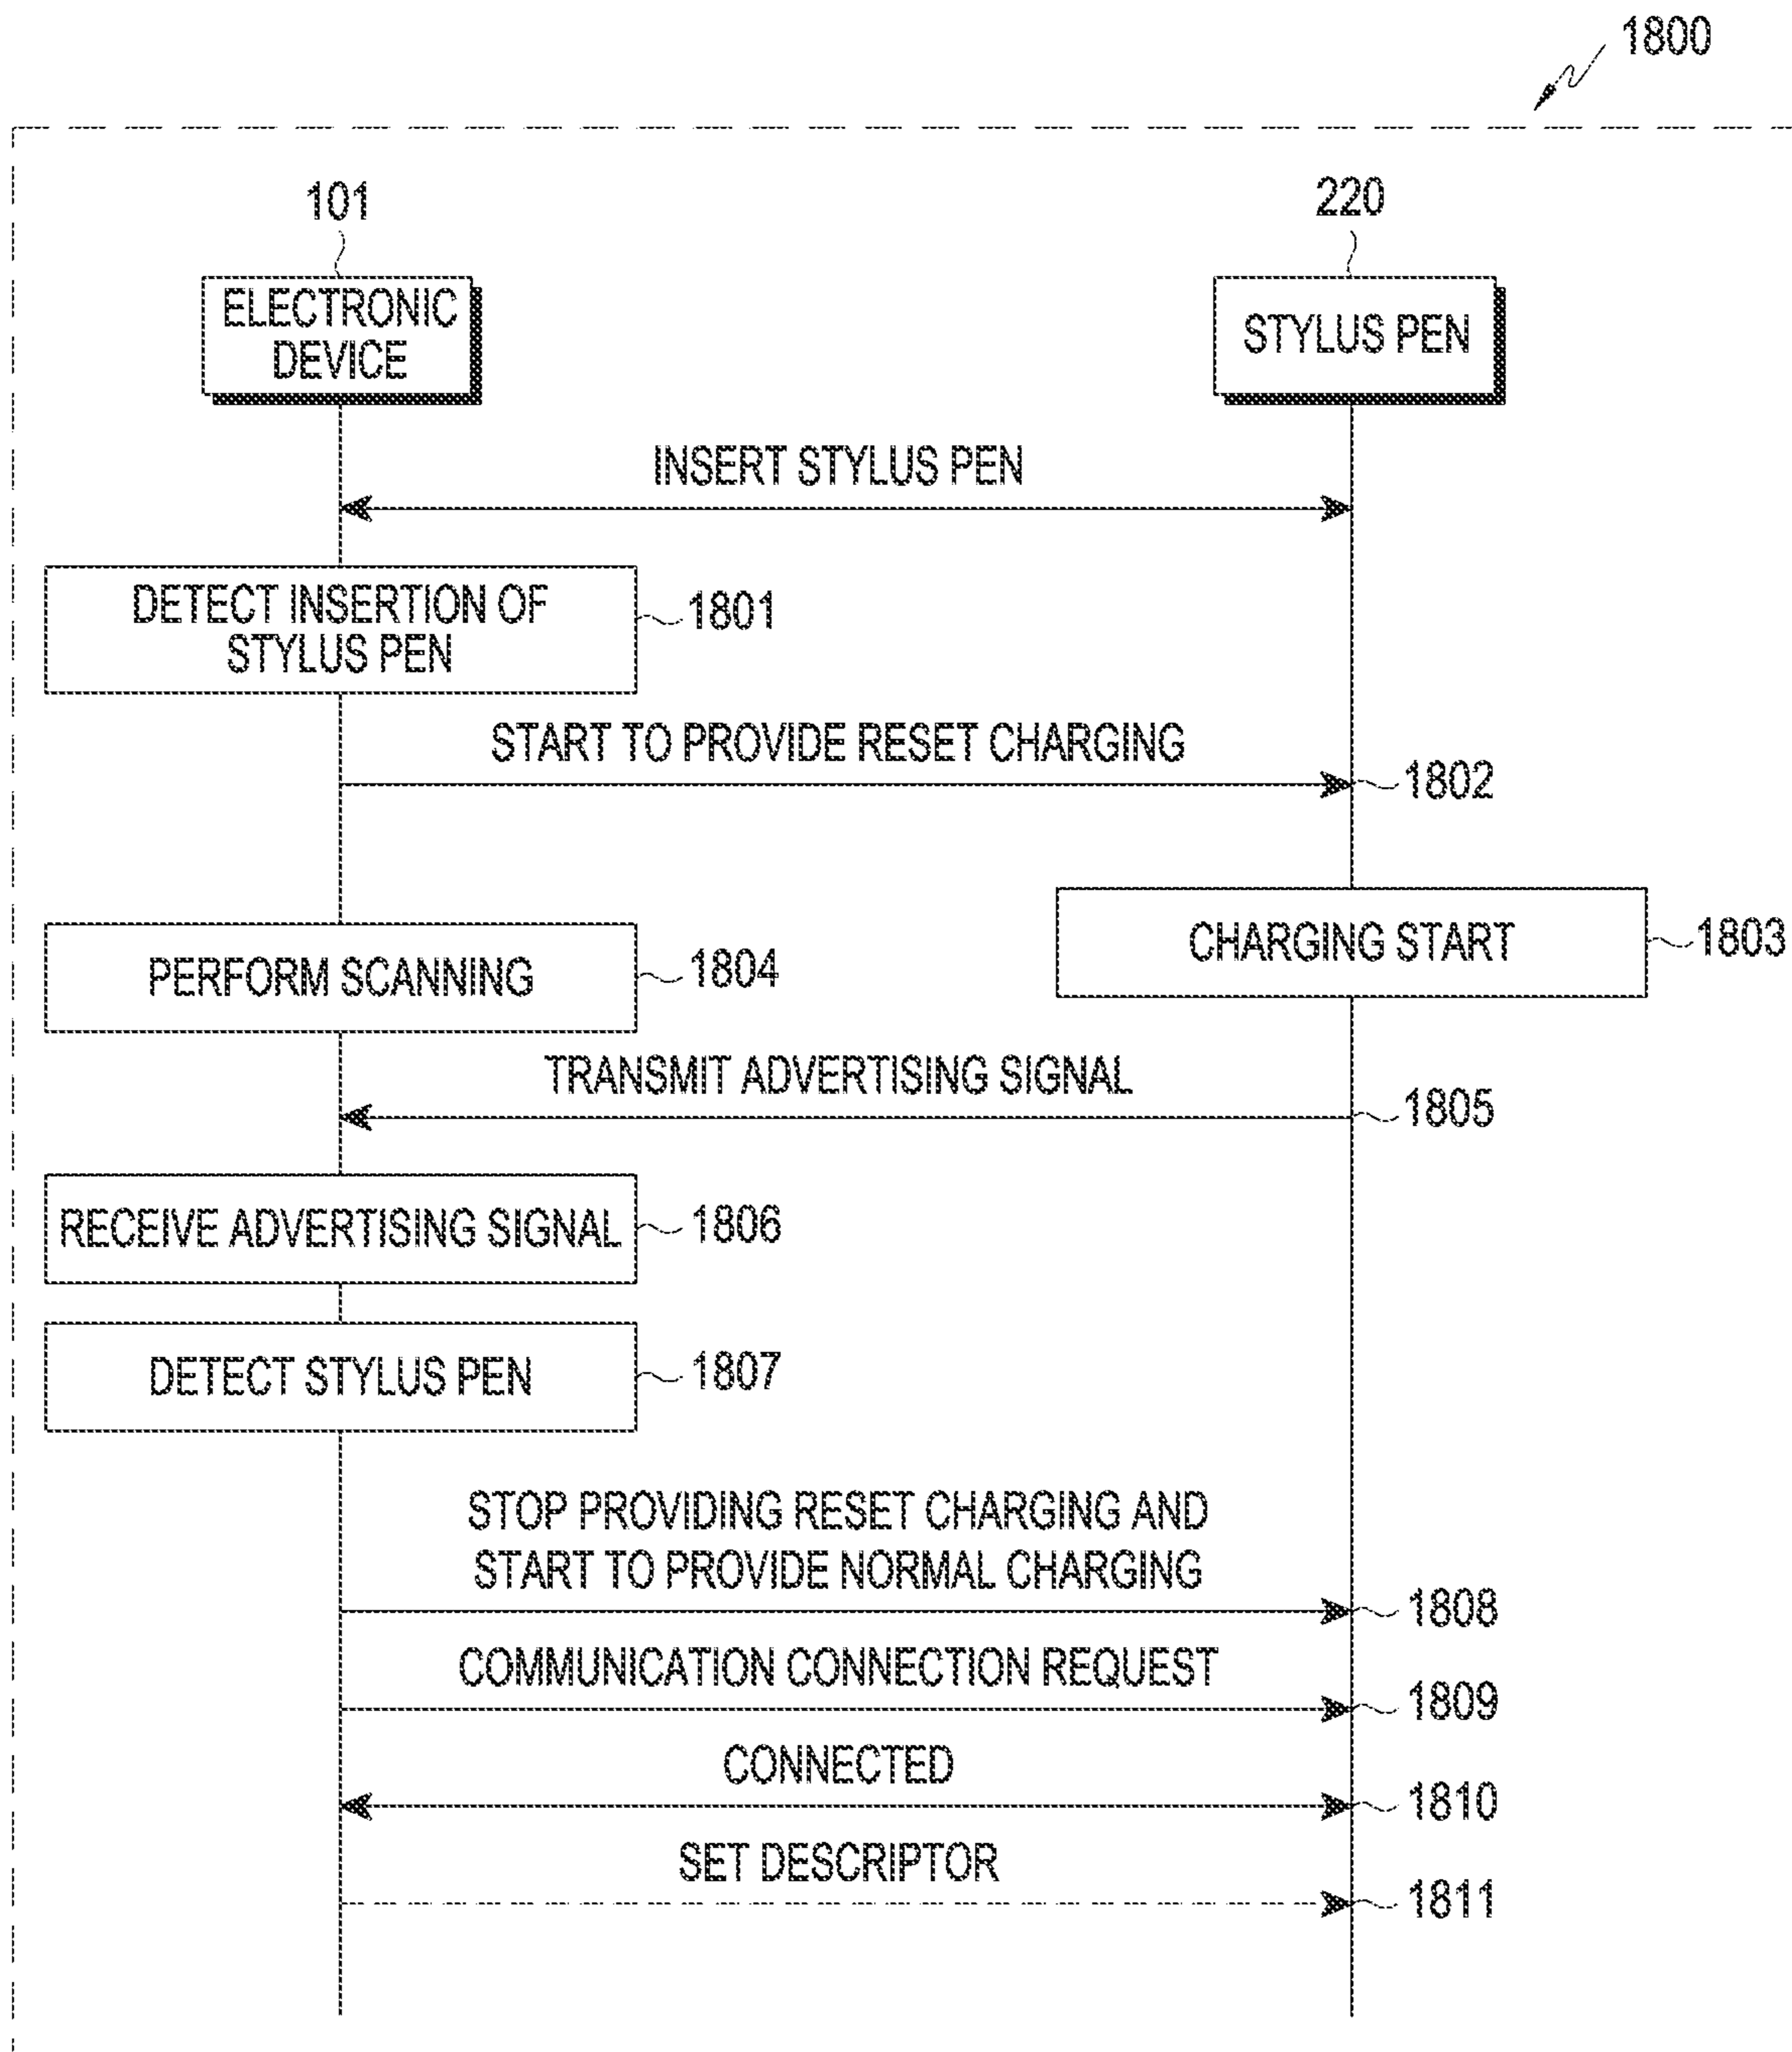 1800
101
220
ELECTRONIC
DEVICE
STYLUS PEN
INSERT STYLUS PEN
DETECT INSERTION OF
STYLUS PEN
1801
START TO PROVIDE RESET CHARGING
1802
CHARGING START
1803
PERFORM SCANNING
1804
TRANSMIT ADVERTISING SIGNAL
1805
RECEIVE ADVERTISING SIGNAL
1806
DETECT STYLUS PEN
1807
STOP PROVIDING RESET CHARGING AND
START TO PROVIDE NORMAL CHARGING
1808
COMMUNICATION CONNECTION REQUEST
1809
CONNECTED
1810
SET DESCRIPTOR
1811